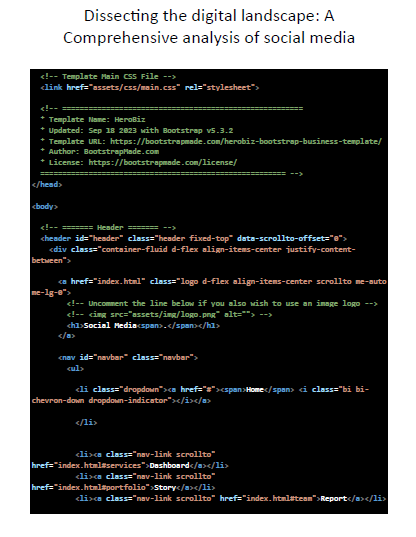 Dissecting the digital landscape: A
Comprehensive analysis of social media
<!-- Template Main CSS File -->
<link href="assets/css/main.css" rel="stylesheet">
<!-- =======================================================
* Template Name: HeroBiz
* Updated: Sep 18 2023 with Bootstrap v5.3.2
* Template URL: https://bootstrapmade.com/herobiz-bootstrap-business-template/
* Author: BootstrapMade.com
* License: https://bootstrapmade.com/license/
======================================================== -->
</head>
<body>
<!-- ======= Header ======= -->
<header id="header" class="header fixed-top" data-scrollto-offset="0">
<div class="container-fluid d-flex align-items-center justify-content-
between">
<a href="index.html" class="logo d-flex align-items-center scrollto me-auto
me-lg-0">
<!-- Uncomment the line below if you also wish to use an image logo -->
<!-- <img src="assets/img/logo.png" alt=""> -->
<h1>Social Media<span>.</span></h1>
</a>
<nav id="navbar" class="navbar">
<ul>
<li class="dropdown"><a href="#"><span>Home</span> <i class="bi bi-
chevron-down dropdown-indicator"></i></a>
</li>
<li><a class="nav-link scrollto"
href="index.html#services">Dashboard</a></li>
<li><a class="nav-link scrollto"
href="index.html#portfolio">Story</a></li>
<li><a class="nav-link scrollto" href="index.html#team">Report</a></li>